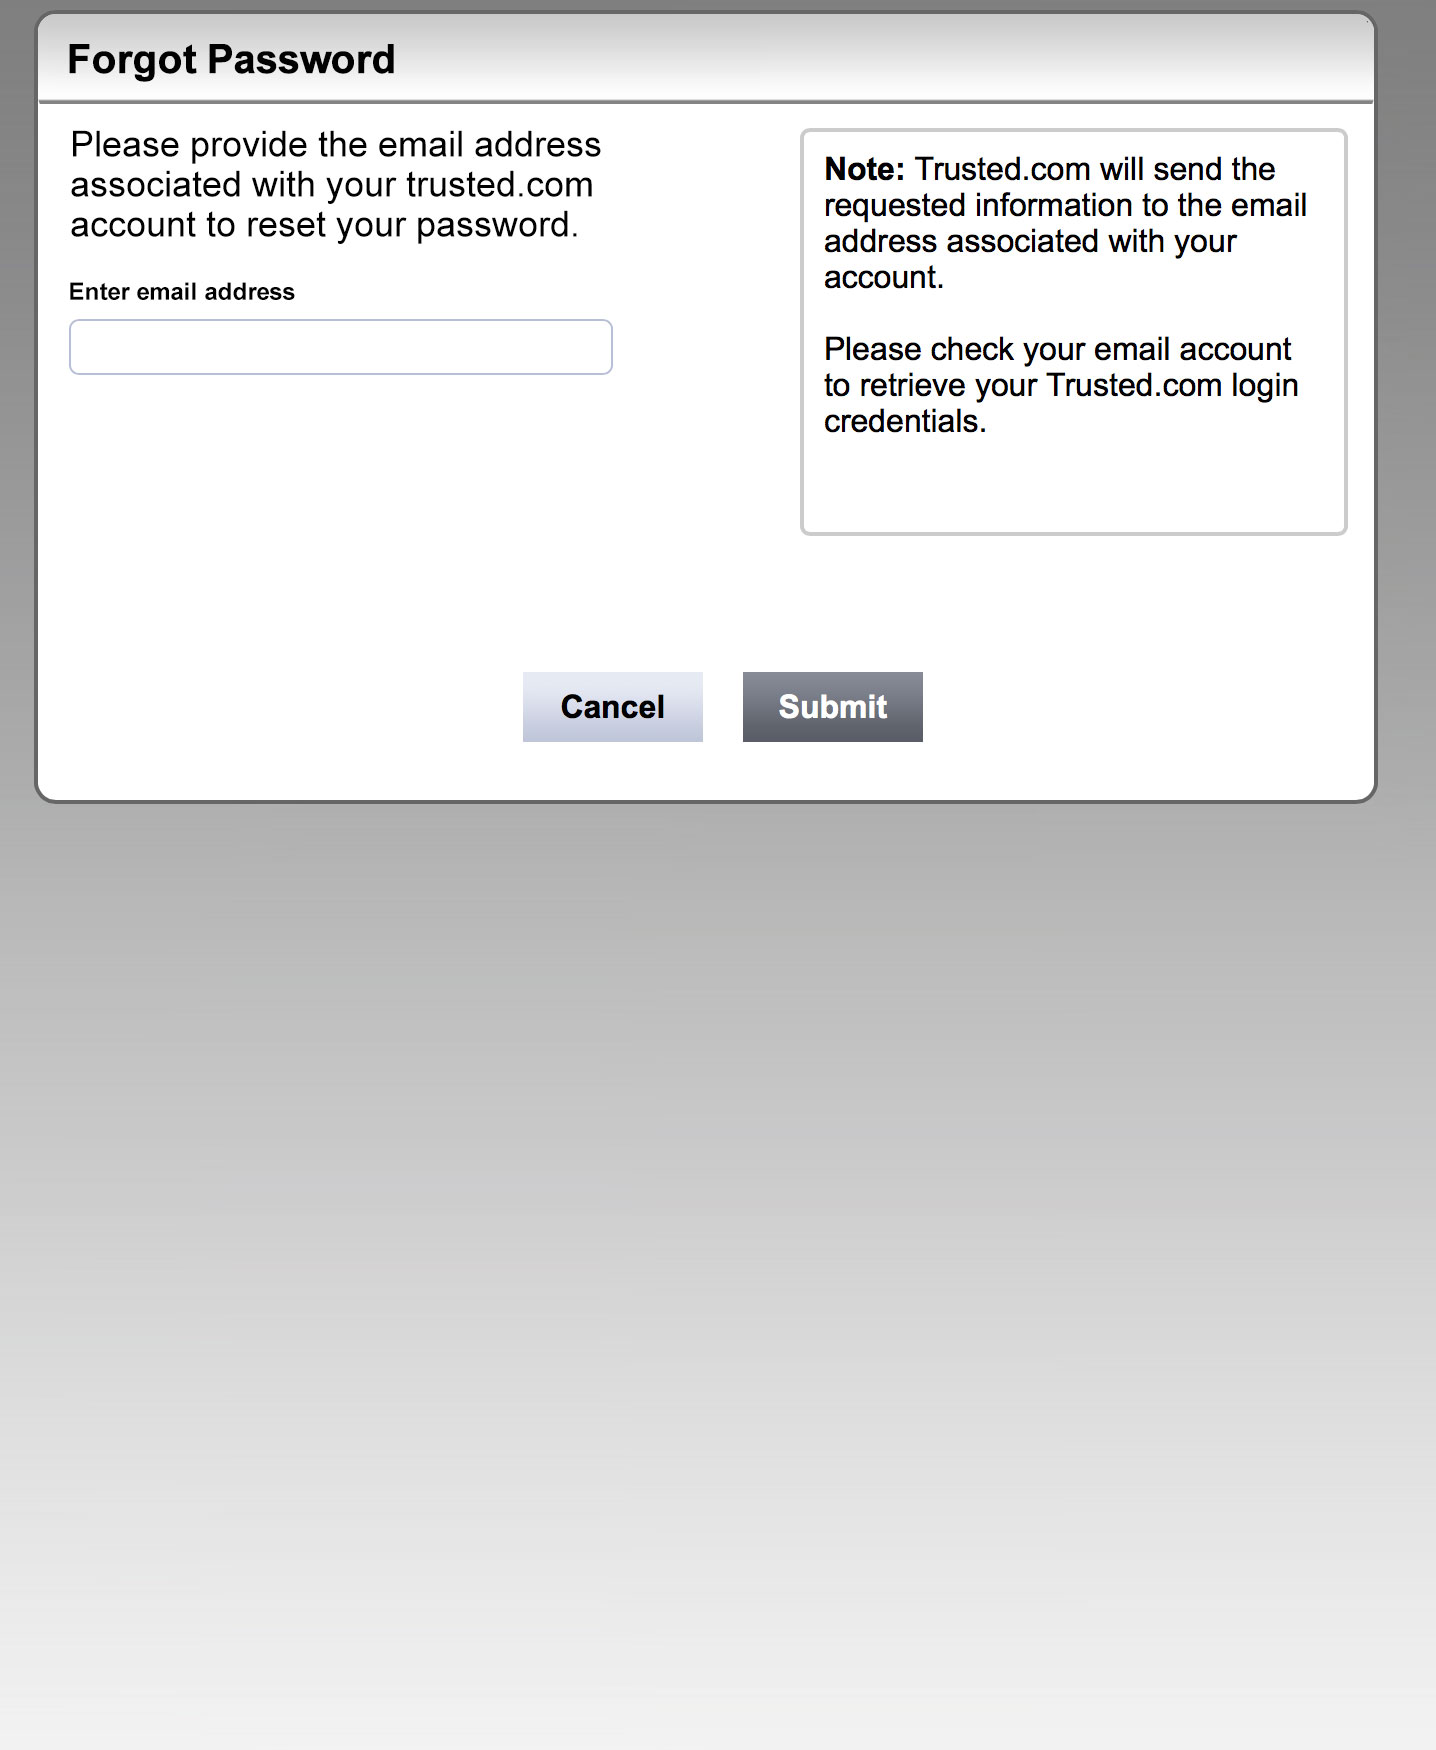 Forgot Password
Please provide the email address
associated with your trusted.com
account to reset your password.
Enter email address
Note: Trusted.com will send the
requested information to the email
address associated with your
account.
Please check your email account
to retrieve your Trusted.com login
credentials.
Cancel
Submit